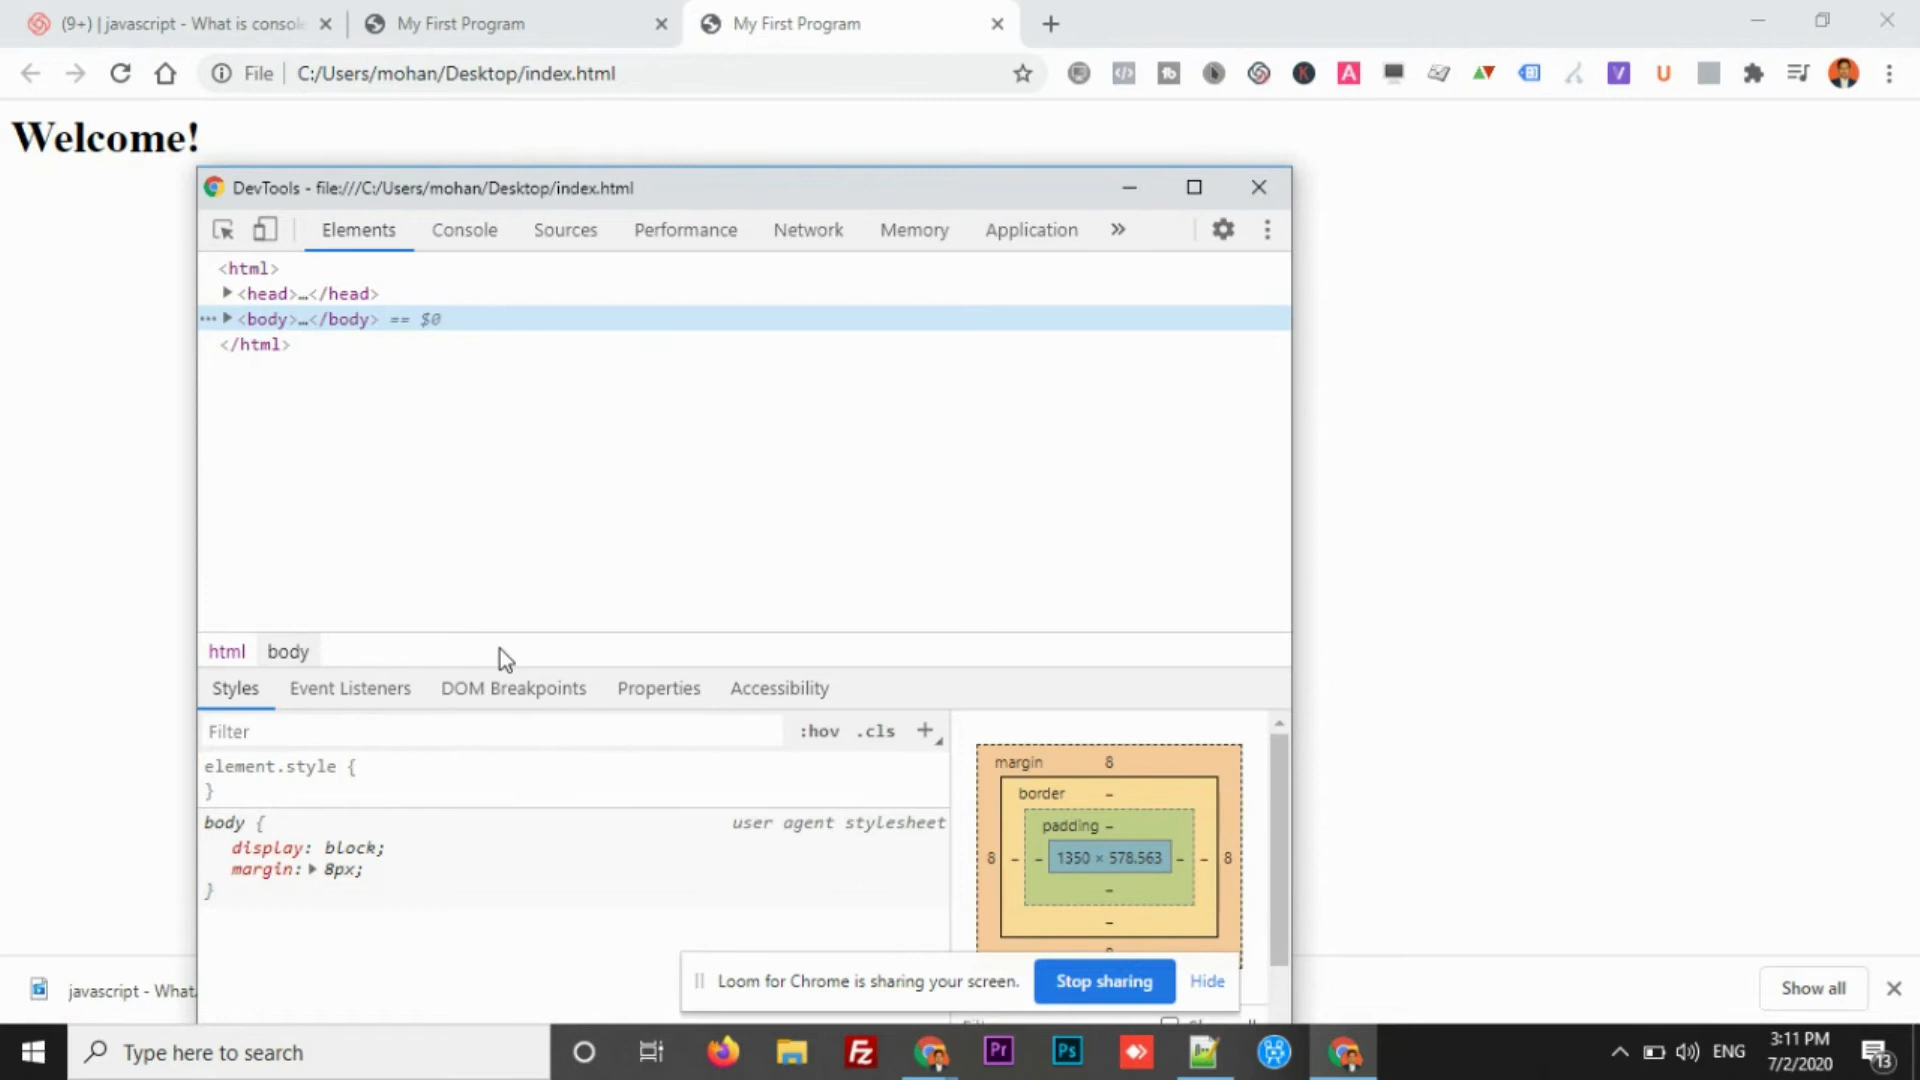 (9+) | javascript - What is consol
My First Program
My First Program
File
C:/Users/mohan/Desktop/index.html
Welcome!
DevTools - file:///C:/Users/mohan/Desktop/index.html
Elements
Console
Sources
Performance
Network
Memory
Application
<html>
<head>…</head>
<body>…</body> == $0
</html>
html
body
Styles
Event Listeners
DOM Breakpoints
Properties
Accessibility
Filter
:hov
.cls
element.style {
}
body {
user agent stylesheet
display: block;
margin: 8px;
}
margin 8
border –
padding –
8 – – 1350 × 578.563 – – 8
–
–
Loom for Chrome is sharing your screen.
Stop sharing
Hide
javascript - What
Show all
Type here to search
Pr
Ps
ENG
3:11 PM
7/2/2020
13